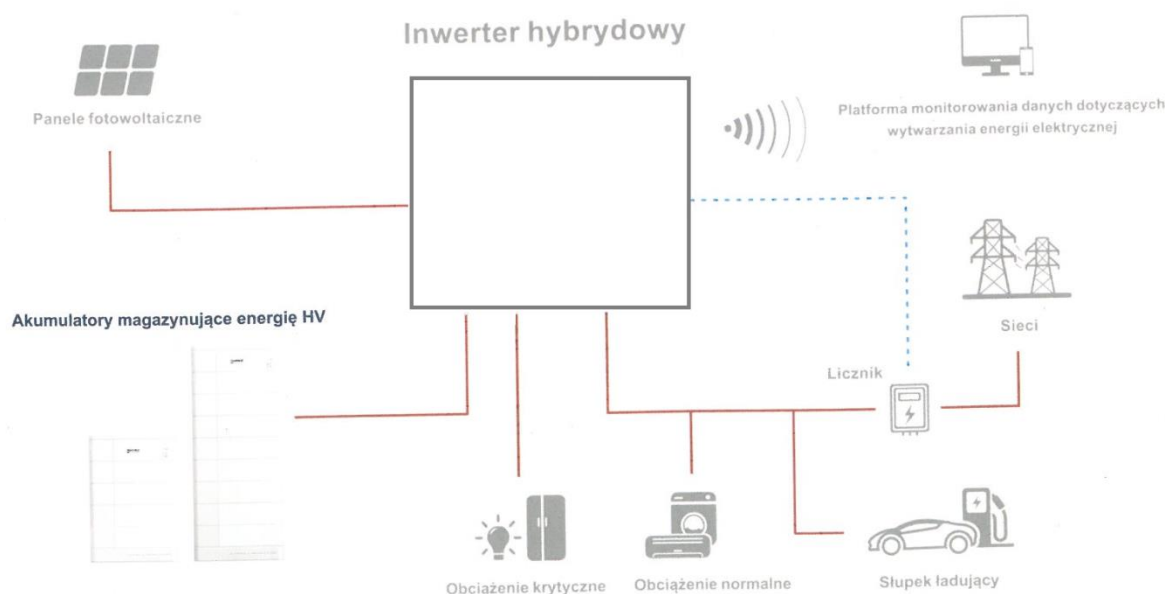 Inwerter hybrydowy
Panele fotowoltaiczne
Platforma monitorowania danych dotyczących
wytwarzania energii elektrycznej
Akumulatory magazynujące energię HV
Sieci
Licznik
Obciążenie krytyczne
Obciążenie normalne
Słupek ładujący